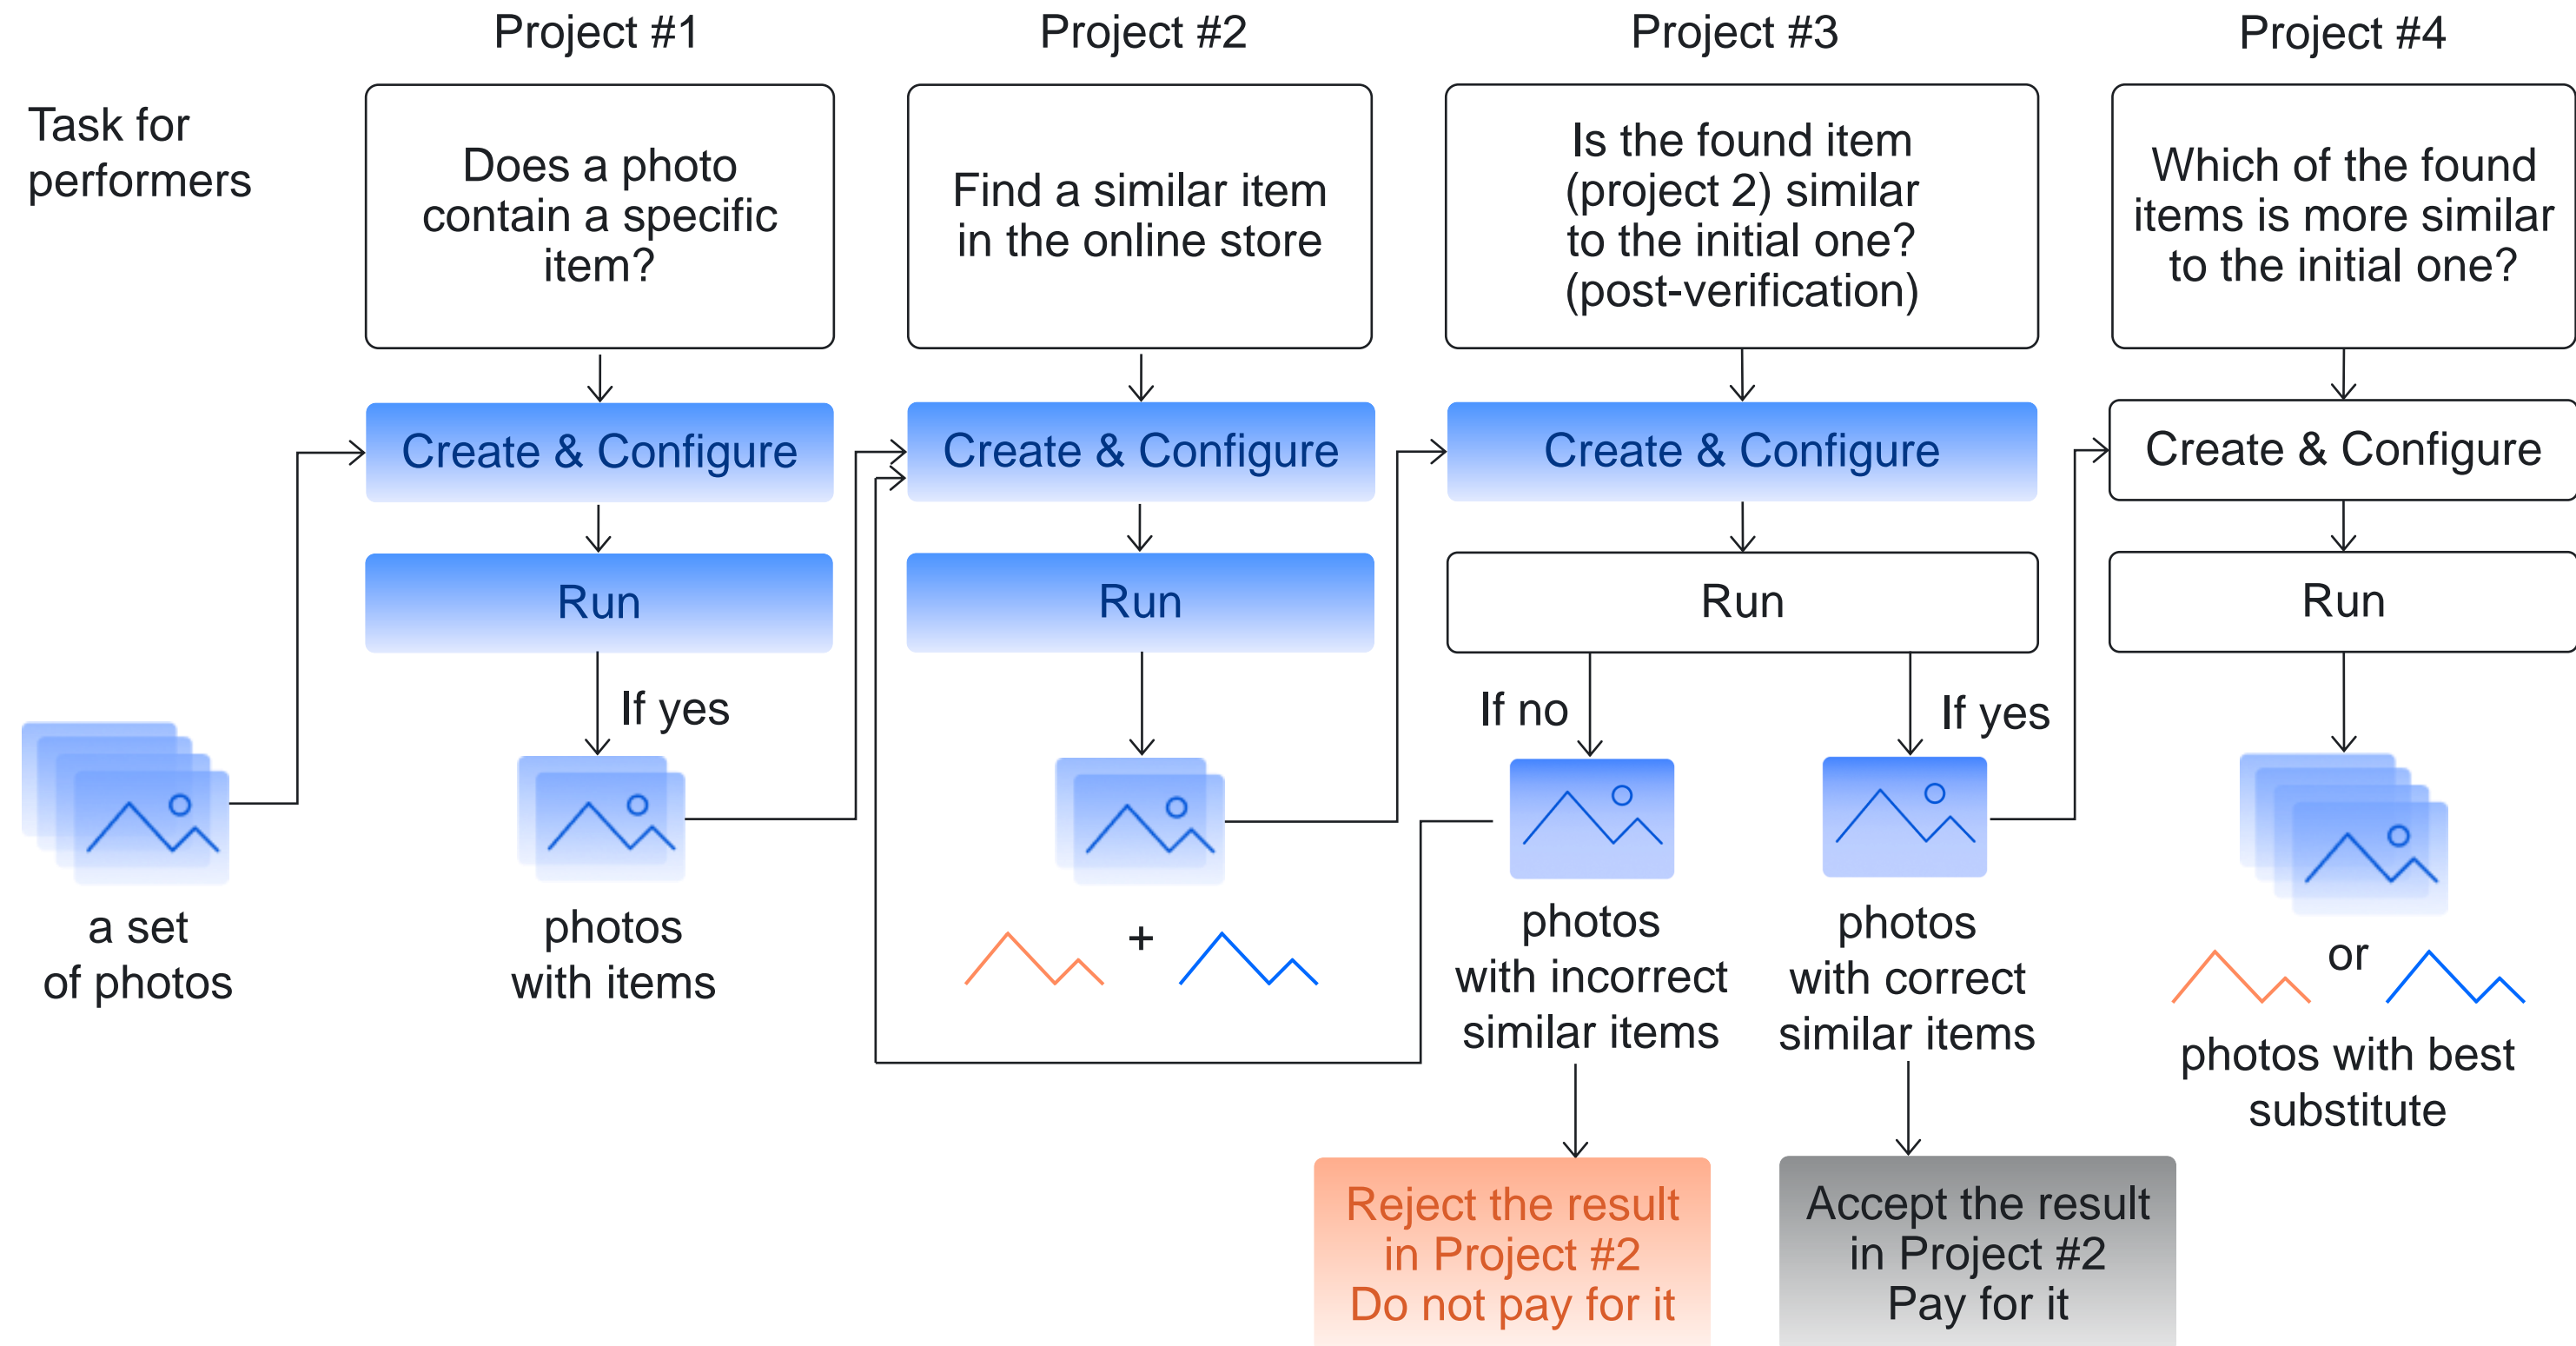 Project #1
Project #2
Project #3
Project #4
Task for
performers
Does a photo
contain a specific
item?
Find a similar item
in the online store
Is the found item
(project 2) similar
to the initial one?
(post-verification)
Which of the found
items is more similar
to the initial one?
Create & Configure
Create & Configure
Create & Configure
Create & Configure
Run
Run
Run
Run
If yes
If no
If yes
a set
of photos
photos
with items
+
photos
with incorrect
similar items
photos
with correct
similar items
or
photos with best
substitute
Reject the result
in Project #2
Do not pay for it
Accept the result
in Project #2
Pay for it